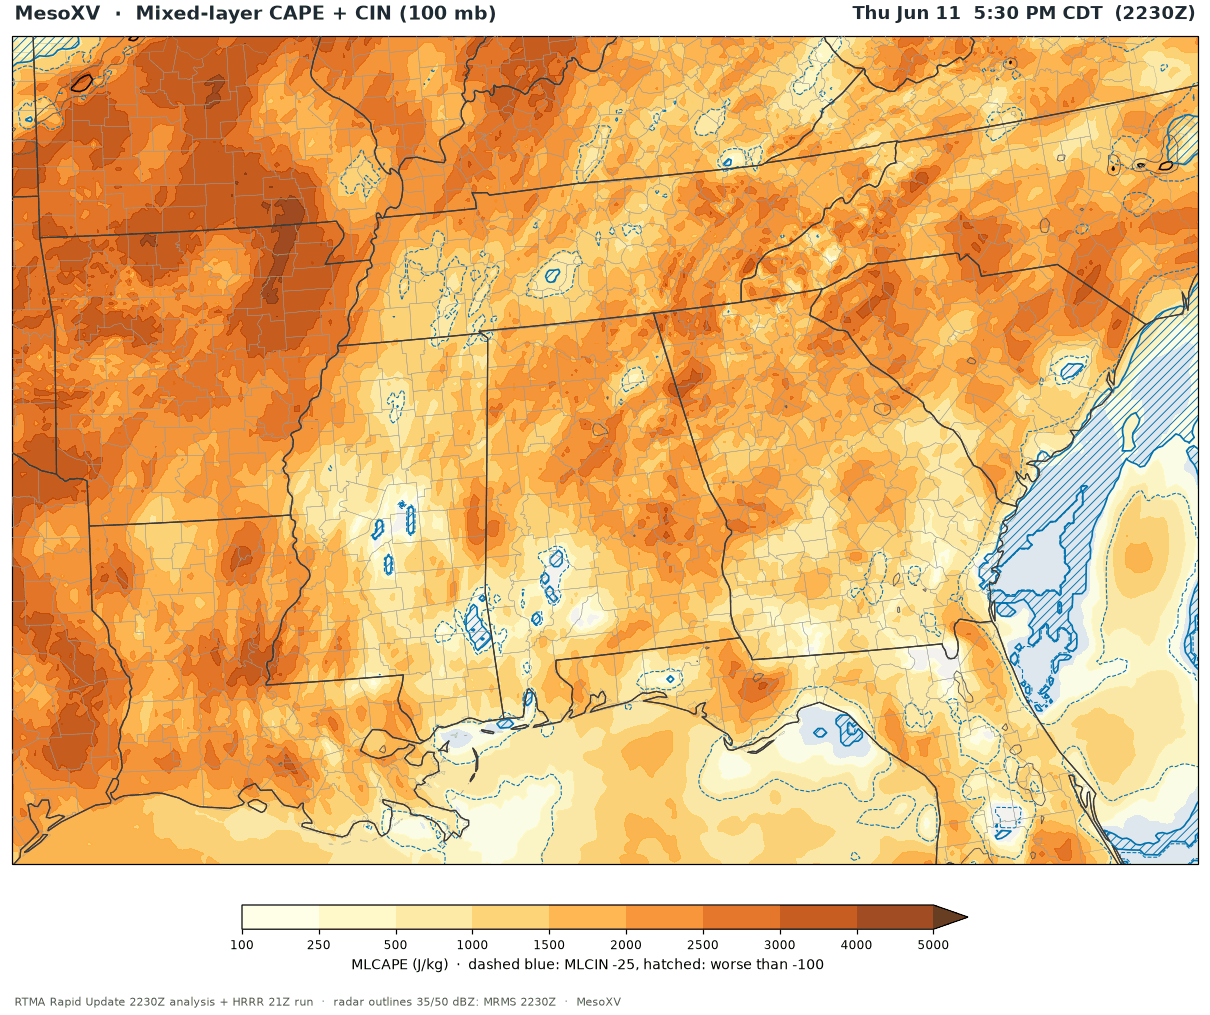 MesoXV · Mixed-layer CAPE + CIN (100 mb)
Thu Jun 11 5:30 PM CDT (2230Z)
100 250 500 1000 1500 2000 2500 3000 4000 5000
MLCAPE (J/kg) · dashed blue: MLCIN -25, hatched: worse than -100
RTMA Rapid Update 2230Z analysis + HRRR 21Z run · radar outlines 35/50 dBZ: MRMS 2230Z · MesoXV